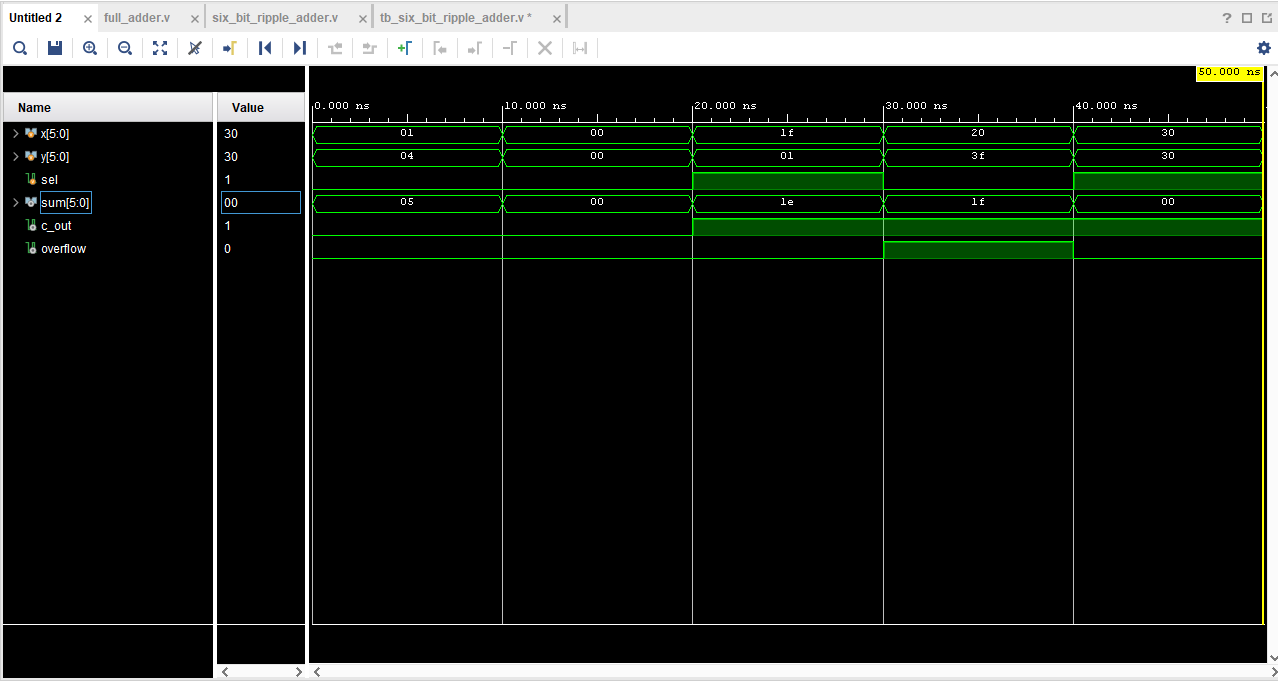 Untitled 2 full_adder.v six_bit_ripple_adder.v tb_six_bit_ripple_adder.v *
50.000 ns
Name Value
0.000 ns 10.000 ns 20.000 ns 30.000 ns 40.000 ns
x[5:0] 30 01 00 1f 20 30
y[5:0] 30 04 00 01 3f 30
sel 1
sum[5:0] 00 05 00 1e 1f 00
c_out 1
overflow 0